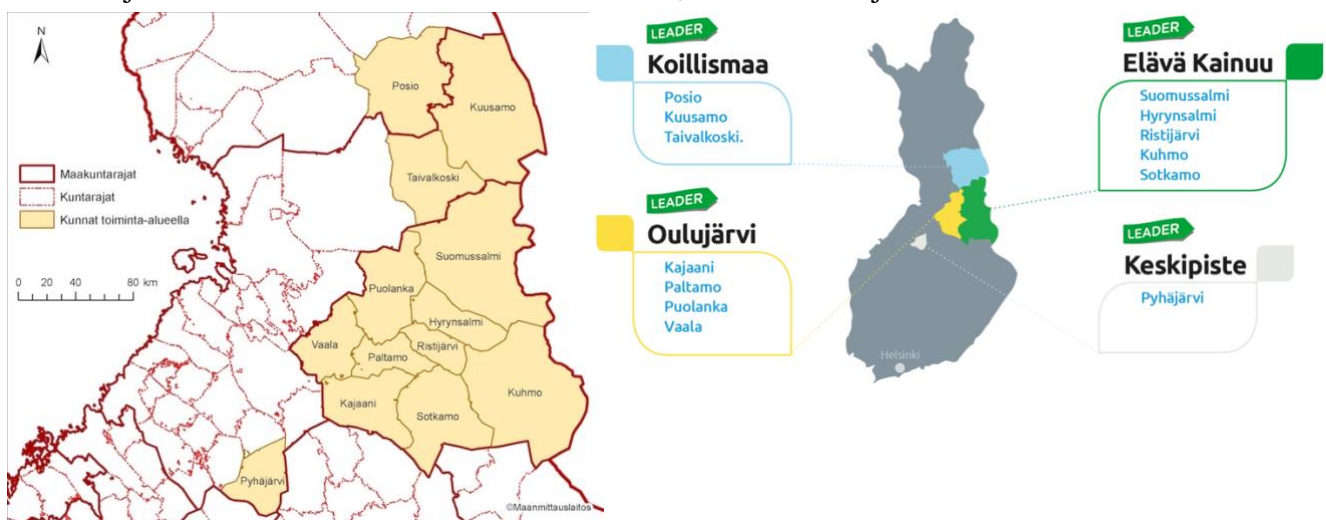 N
Maakuntarajat
Kuntarajat
Kunnat toiminta-alueella
0 20 40 80 km
Posio
Kuusamo
Taivalkoski
Suomussalmi
Puolanka
Hyrynsalmi
Vaala
Ristijärvi
Paltamo
Kuhmo
Kajaani
Sotkamo
Pyhäjärvi
©Maanmittauslaitos
LEADER
Koillismaa
Posio
Kuusamo
Taivalkoski.
LEADER
Oulujärvi
Kajaani
Paltamo
Puolanka
Vaala
Helsinki
LEADER
Elävä Kainuu
Suomussalmi
Hyrynsalmi
Ristijärvi
Kuhmo
Sotkamo
LEADER
Keskipiste
Pyhäjärvi